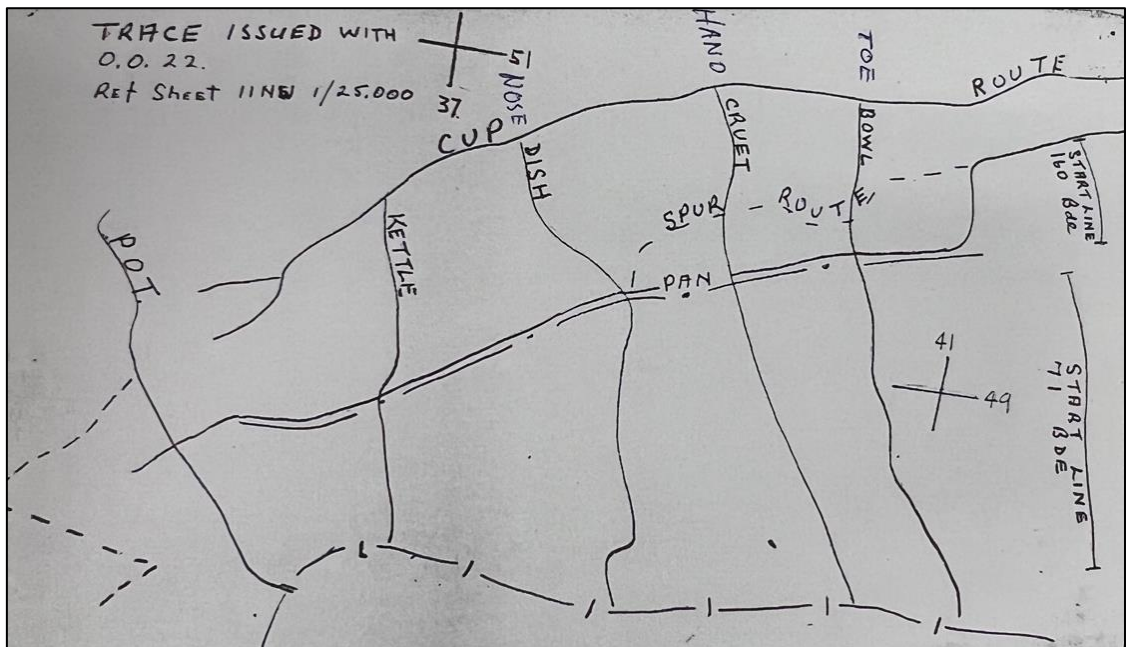 TRACE ISSUED WITH
O.O. 22.
Ref Sheet 11NW 1/25.000
51
37.
NOSE
HAND
TOE
CUP
ROUTE
DISH
CRUET
BOWL
START LINE
160 Bde
POT
KETTLE
SPUR ROUTE
PAN
41
49
START LINE
71 BDE